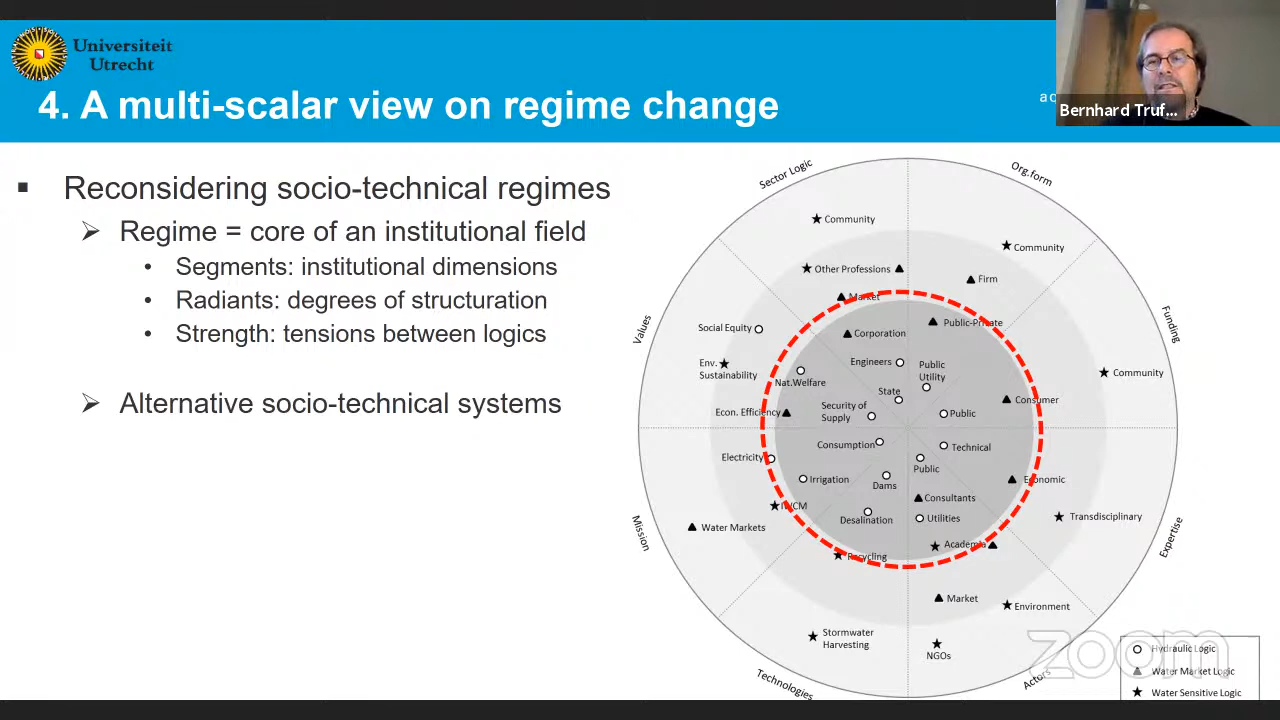 Universiteit
Utrecht
4. A multi-scalar view on regime change
Bernhard Truf...
▪ Reconsidering socio-technical regimes
➢ Regime = core of an institutional field
• Segments: institutional dimensions
• Radiants: degrees of structuration
• Strength: tensions between logics
➢ Alternative socio-technical systems
Sector Logic
Org.form
Community
Community
Other Professions
Firm
Market
Public-Private
Values
Funding
Social Equity
Corporation
Env.
Sustainability
Engineers
Public
Utility
Community
Nat.Welfare
State
Econ. Efficiency
Security of
Supply
Public
Consumer
Consumption
Technical
Electricity
Public
Irrigation
Dams
Economic
IWCM
Consultants
Water Markets
Desalination
Utilities
Transdisciplinary
Mission
Expertise
Recycling
Academia
Market
Environment
Stormwater
Harvesting
NGOs
Technologies
Actors
zoom
Hydraulic Logic
Water Market Logic
Water Sensitive Logic